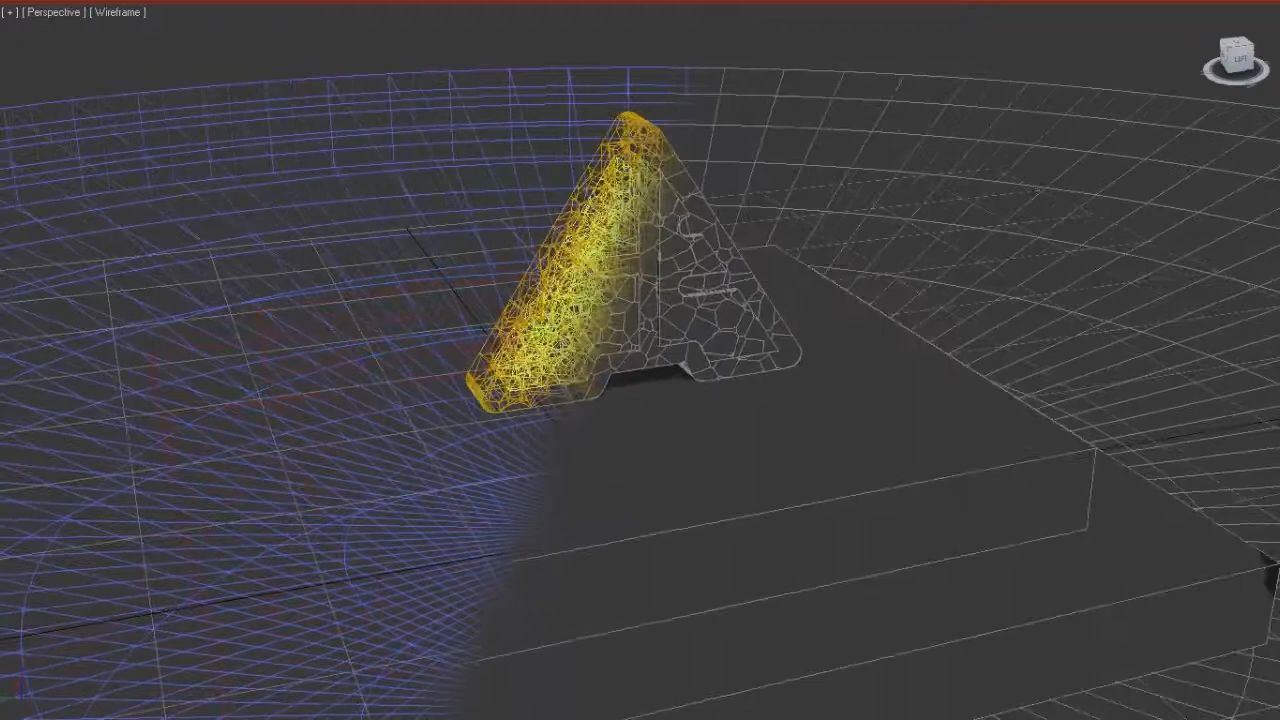 [ + ] [ Perspective ] [ Wireframe ]